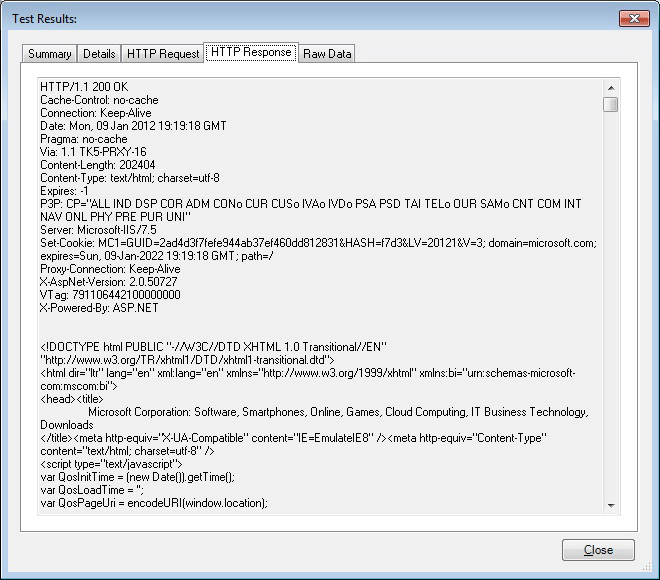 Test Results:
Summary Details HTTP Request HTTP Response Raw Data
HTTP/1.1 200 OK
Cache-Control: no-cache
Connection: Keep-Alive
Date: Mon, 09 Jan 2012 19:19:18 GMT
Pragma: no-cache
Via: 1.1 TK5-PRXY-16
Content-Length: 202404
Content-Type: text/html; charset=utf-8
Expires: -1
P3P: CP="ALL IND DSP COR ADM CONo CUR CUSo IVAo IVDo PSA PSD TAI TELo OUR SAMo CNT COM INT
NAV ONL PHY PRE PUR UNI"
Server: Microsoft-IIS/7.5
Set-Cookie: MC1=GUID=2ad4d3f7fefe944ab37ef460dd812831&HASH=f7d3&LV=20121&V=3; domain=microsoft.com;
expires=Sun, 09-Jan-2022 19:19:18 GMT; path=/
Proxy-Connection: Keep-Alive
X-AspNet-Version: 2.0.50727
VTag: 791106442100000000
X-Powered-By: ASP.NET
<!DOCTYPE html PUBLIC "-//W3C//DTD XHTML 1.0 Transitional//EN"
"http://www.w3.org/TR/xhtml1/DTD/xhtml1-transitional.dtd">
<html dir="ltr" lang="en" xml:lang="en" xmlns="http://www.w3.org/1999/xhtml" xmlns:bi="urn:schemas-microsoft-
com:mscom:bi">
<head><title>
Microsoft Corporation: Software, Smartphones, Online, Games, Cloud Computing, IT Business Technology,
Downloads
</title><meta http-equiv="X-UA-Compatible" content="IE=EmulateIE8" /><meta http-equiv="Content-Type"
content="text/html; charset=utf-8" />
<script type="text/javascript">
var QosInitTime = (new Date()).getTime();
var QosLoadTime = '';
var QosPageUri = encodeURI(window.location);
Close